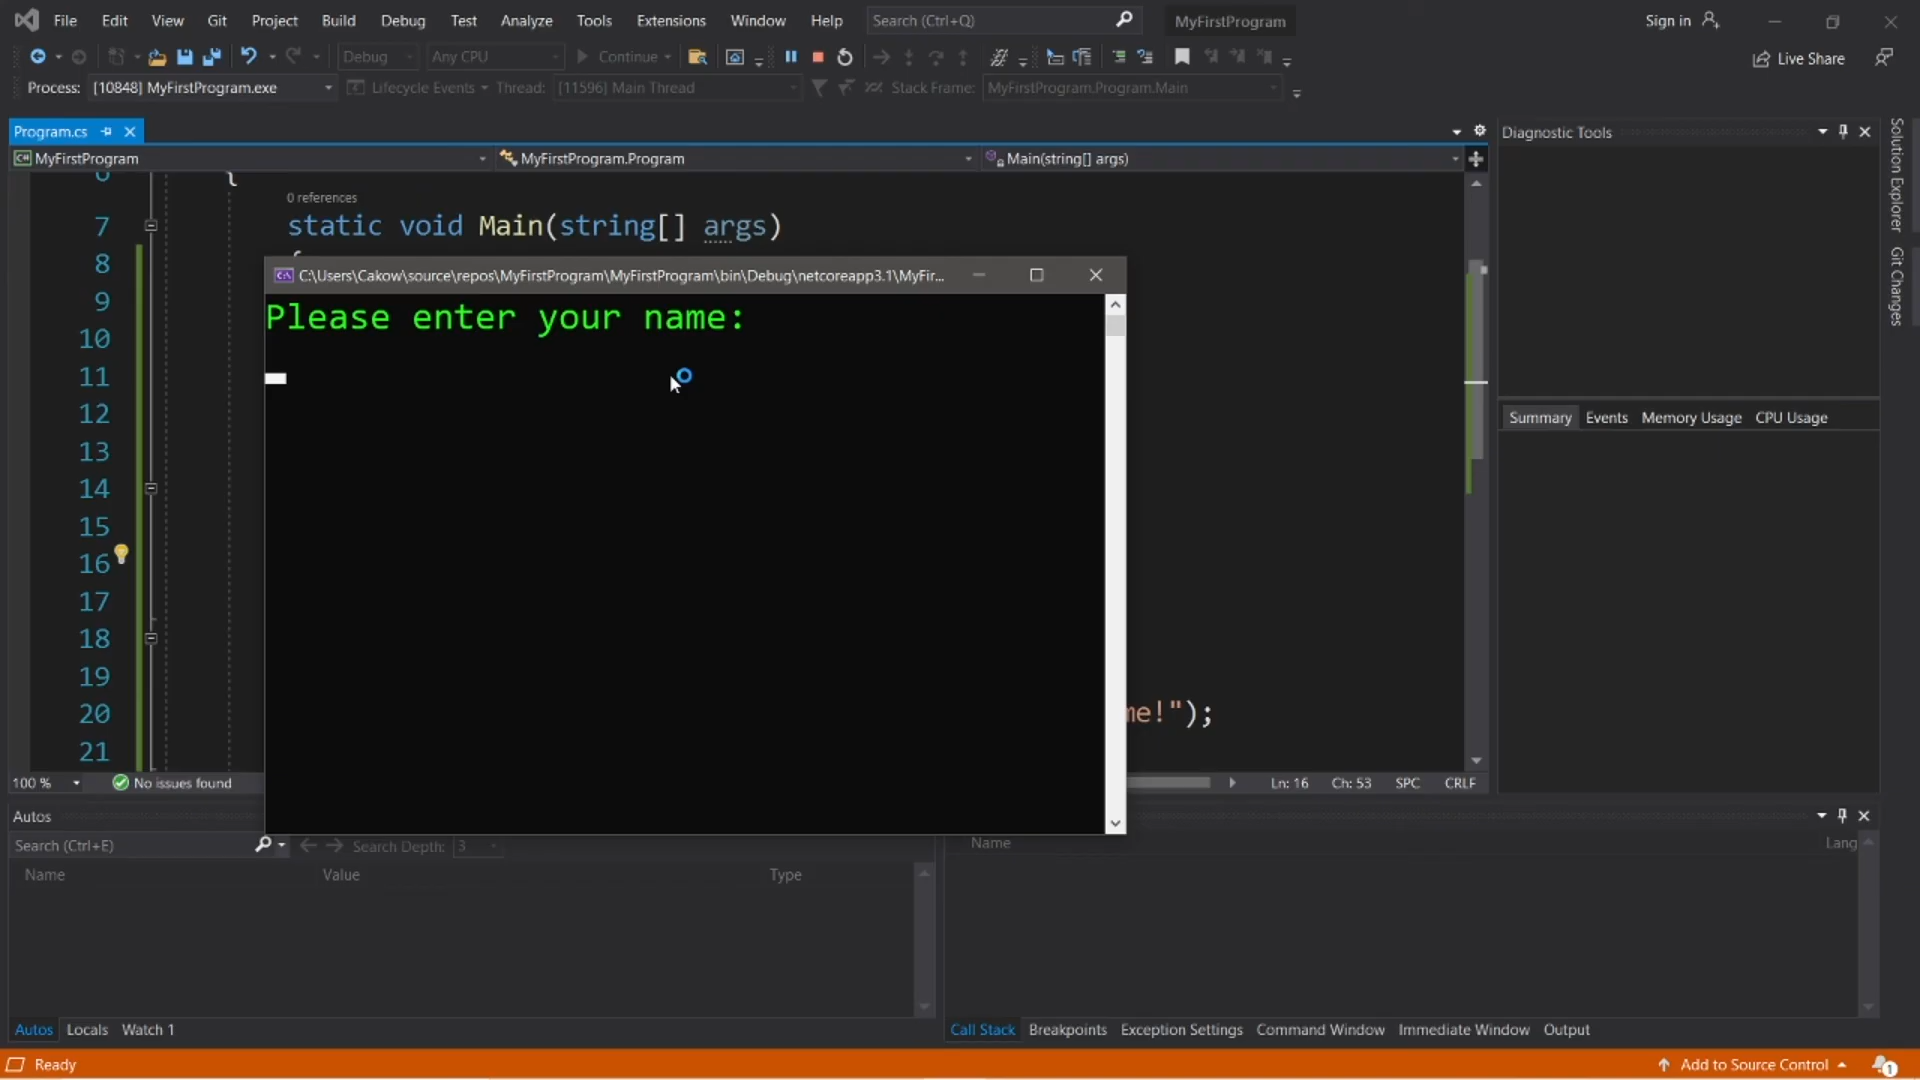 File Edit View Git Project Build Debug Test Analyze Tools Extensions Window Help Search (Ctrl+Q) MyFirstProgram Sign in
Debug Any CPU Continue Live Share
Process: [10848] MyFirstProgram.exe Lifecycle Events Thread: [11596] Main Thread Stack Frame: MyFirstProgram.Program.Main
Program.cs
MyFirstProgram MyFirstProgram.Program Main(string[] args)
6 {
0 references
7 static void Main(string[] args)
8 {
9
10
11
12
13
14
15
16
17
18
19
20 me!");
21
C:\Users\Cakow\source\repos\MyFirstProgram\MyFirstProgram\bin\Debug\netcoreapp3.1\MyFir...
Please enter your name:
100 % No issues found Ln: 16 Ch: 53 SPC CRLF
Diagnostic Tools
Summary Events Memory Usage CPU Usage
Solution Explorer
Git Changes
Autos
Search (Ctrl+E) Search Depth: 3
Name Value Type
Name Lang
Autos Locals Watch 1
Call Stack Breakpoints Exception Settings Command Window Immediate Window Output
Ready Add to Source Control 1